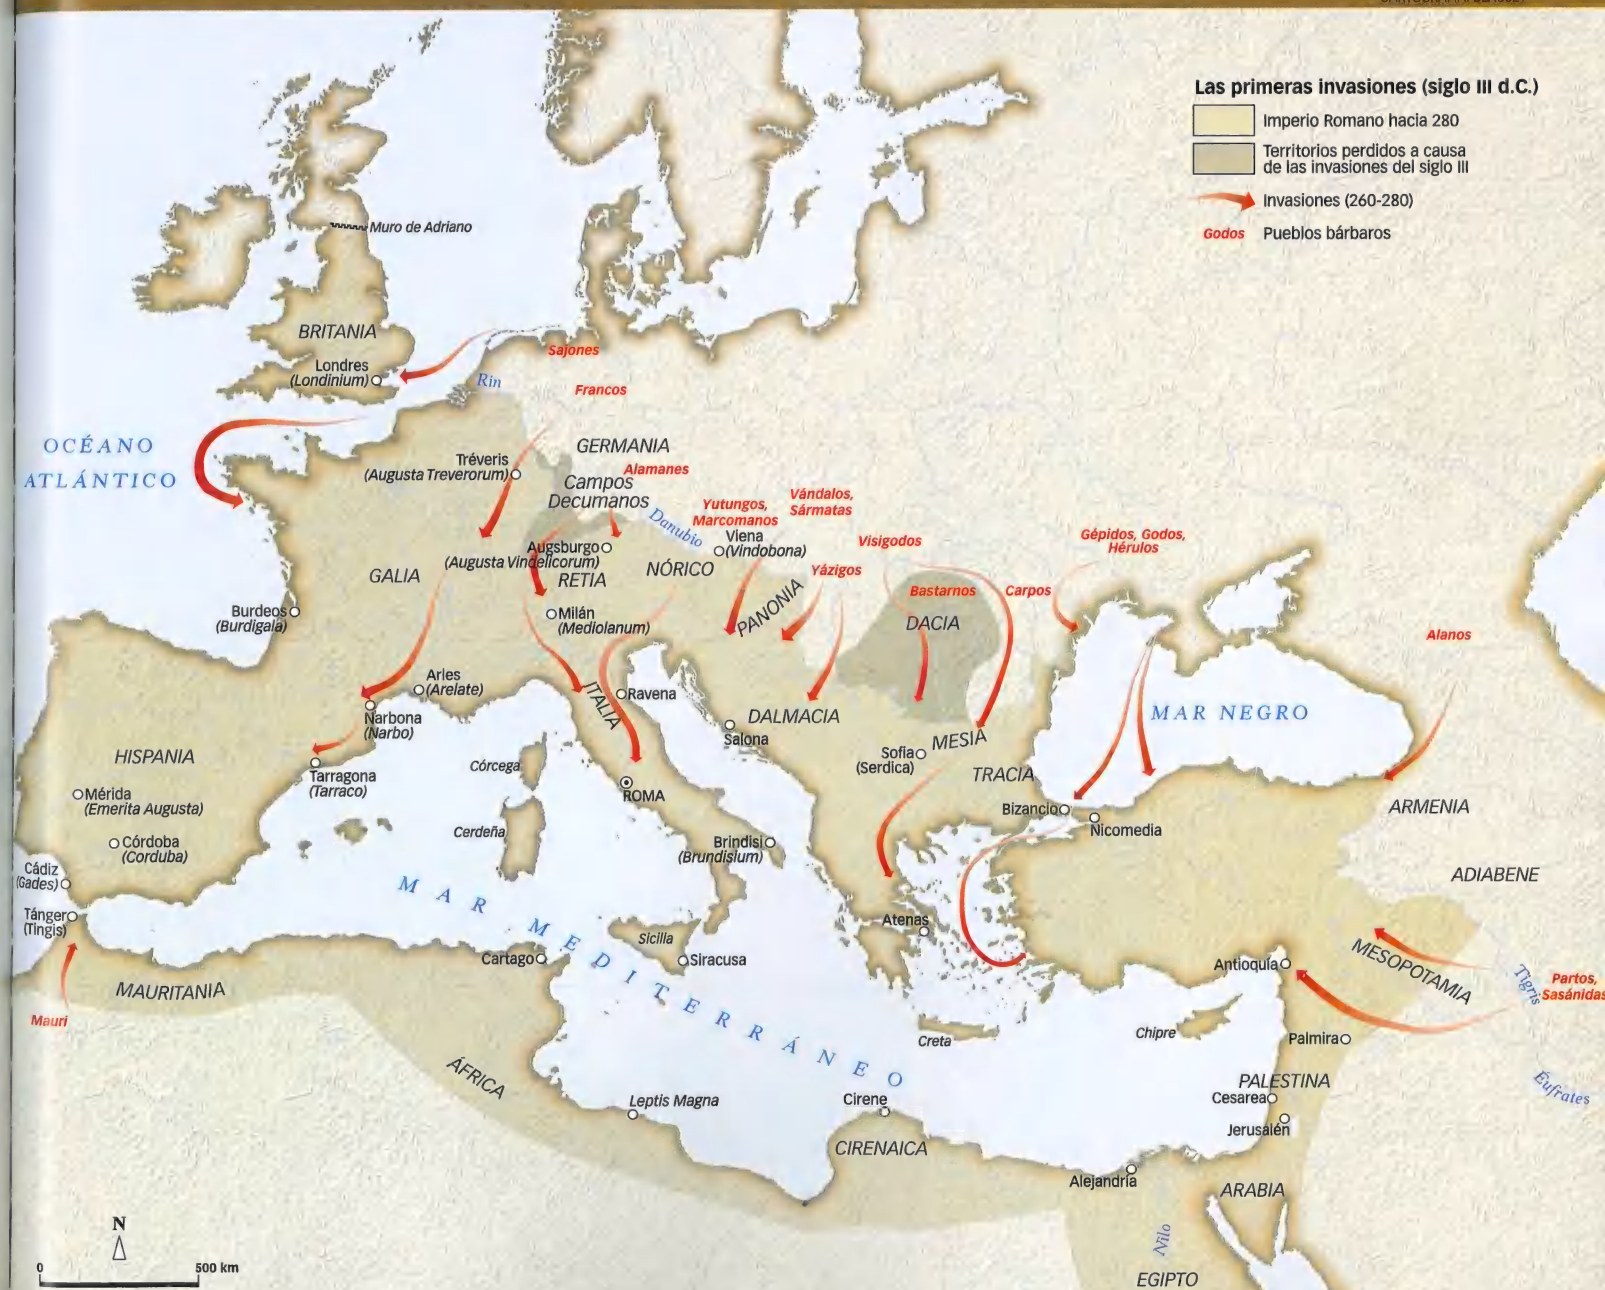 Las primeras invasiones (siglo III d.C.)
Imperio Romano hacia 280
Territorios perdidos a causa
de las invasiones del siglo III
Invasiones (260-280)
Godos Pueblos bárbaros
Muro de Adriano
BRITANIA
Londres
(Londinium)
Sajones
Rin
Francos
OCÉANO
ATLÁNTICO
GERMANIA
Tréveris
(Augusta Treverorum)
Alamanes
Campos
Decumanos
Yutungos,
Marcomanos
Vándalos,
Sármatas
Danubio
Viena
(Vindobona)
Visigodos
Gépidos, Godos,
Hérulos
Augsburgo
(Augusta Vindelicorum)
RETIA
NÓRICO
GALIA
Yázigos
PANONIA
Bastarnos
Carpos
DACIA
Burdeos
(Burdigala)
Milán
(Mediolanum)
Alanos
Arles
(Arelate)
ITALIA
Ravena
Narbona
(Narbo)
DALMACIA
Salona
MAR NEGRO
MESIA
Sofía
(Serdica)
HISPANIA
Córcega
Tarragona
(Tarraco)
ROMA
TRACIA
Mérida
(Emerita Augusta)
Bizancio
Nicomedia
ARMENIA
Córdoba
(Corduba)
Cerdeña
Brindisi
(Brundisium)
Cádiz
(Gades)
ADIABENE
MAR MEDITERRÁNEO
Tánger
(Tingis)
Atenas
Sicilia
Siracusa
Cartago
Antioquía
MESOPOTAMIA
Tigris
Partos,
Sasánidas
MAURITANIA
Mauri
Creta
Chipre
Palmira
ÁFRICA
PALESTINA
Cesarea
Éufrates
Leptis Magna
Cirene
Jerusalén
CIRENAICA
Alejandría
ARABIA
Nilo
EGIPTO
N
0 500 km